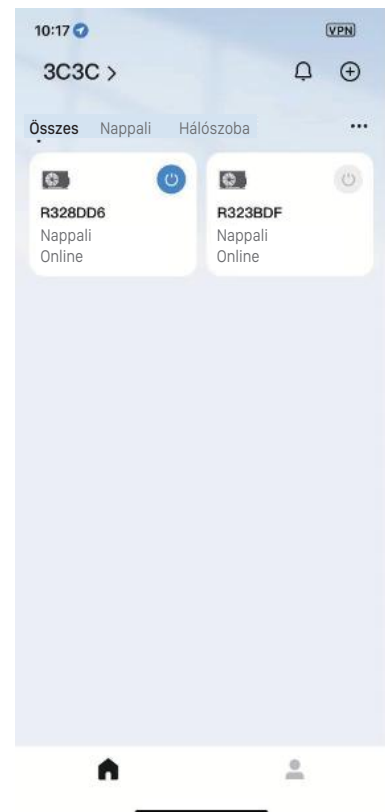 10:17 VPN
3C3C >
Összes Nappali Hálószoba ...
R328DD6 R323BDF
Nappali Nappali
Online Online